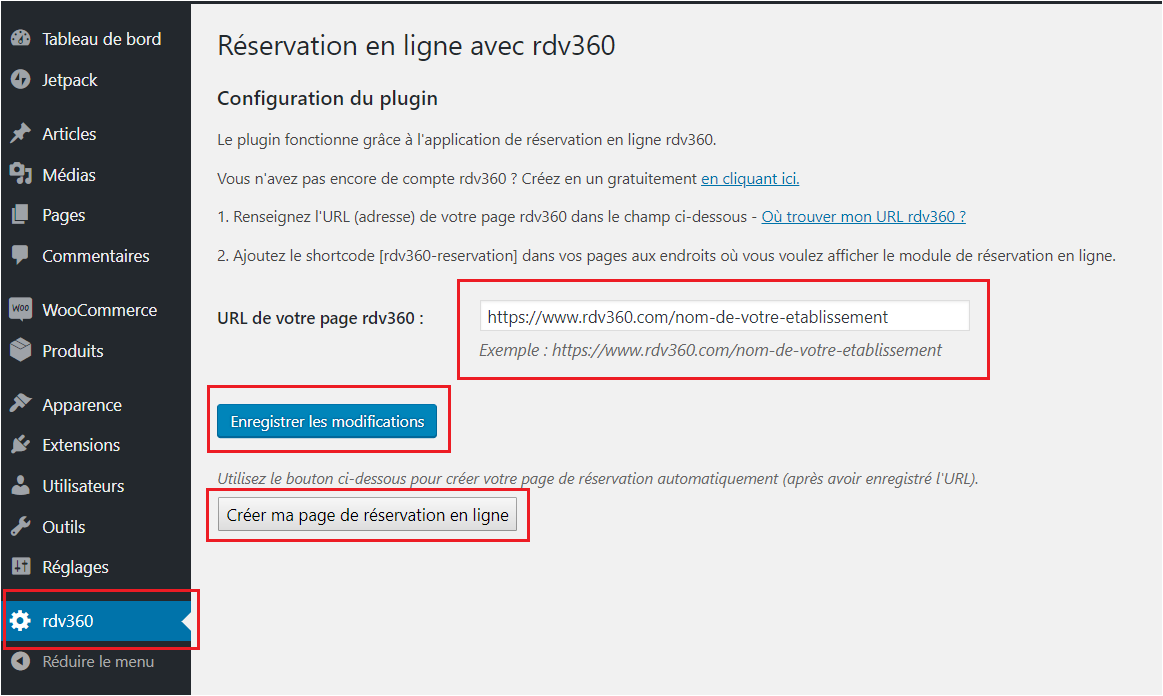 Tableau de bord
Jetpack
Articles
Médias
Pages
Commentaires
WOO
WooCommerce
Produits
Apparence
Extensions
Utilisateurs
Outils
Réglages
rdv360
Réduire le menu
Réservation en ligne avec rdv360
Configuration du plugin
Le plugin fonctionne grâce à l'application de réservation en ligne rdv360.
Vous n'avez pas encore de compte rdv360 ? Créez en un gratuitement en cliquant ici.
1. Renseignez l'URL (adresse) de votre page rdv360 dans le champ ci-dessous - Où trouver mon URL rdv360 ?
2. Ajoutez le shortcode [rdv360-reservation] dans vos pages aux endroits où vous voulez afficher le module de réservation en ligne.
URL de votre page rdv360 :
https://www.rdv360.com/nom-de-votre-etablissement
Exemple : https://www.rdv360.com/nom-de-votre-etablissement
Enregistrer les modifications
Utilisez le bouton ci-dessous pour créer votre page de réservation automatiquement (après avoir enregistré l'URL).
Créer ma page de réservation en ligne